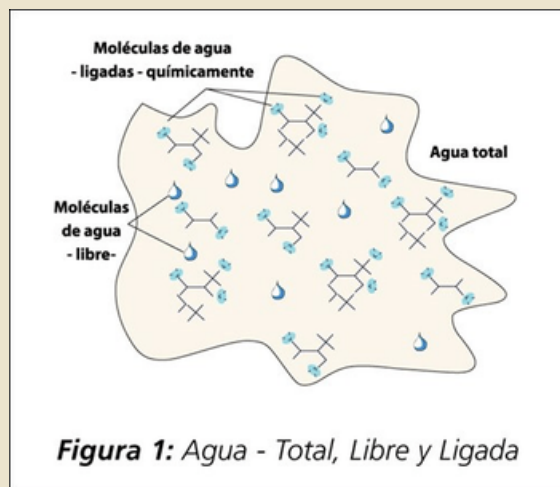 Moléculas de agua
- ligadas - químicamente
Agua total
Moléculas
de agua
- libre-
Figura 1: Agua - Total, Libre y Ligada